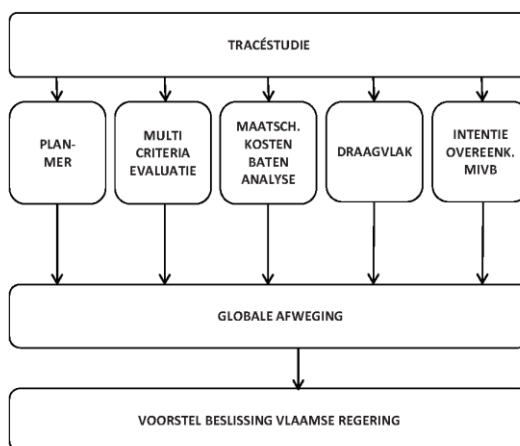 TRACÉSTUDIE
PLAN-
MER
MULTI
CRITERIA
EVALUATIE
MAATSCH.
KOSTEN
BATEN
ANALYSE
DRAAGVLAK
INTENTIE
OVEREENK.
MIVB
GLOBALE AFWEGING
VOORSTEL BESLISSING VLAAMSE REGERING